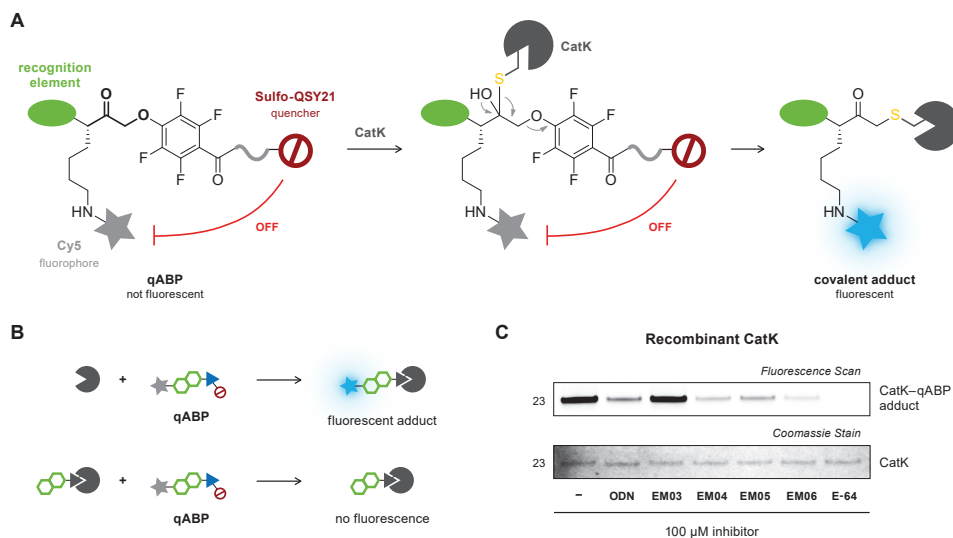 A
recognition
element
O
O
F
F
F
F
O
Sulfo-QSY21
quencher
HN
Cy5
fluorophore
OFF
qABP
not fluorescent
CatK
CatK
S
HO
O
F
F
F
F
O
HN
OFF
O
S
HN
covalent adduct
fluorescent
B
+
qABP
fluorescent adduct
+
qABP
no fluorescence
C
Recombinant CatK
Fluorescence Scan
23
CatK–qABP
adduct
Coomassie Stain
23
CatK
– ODN EM03 EM04 EM05 EM06 E-64
100 µM inhibitor